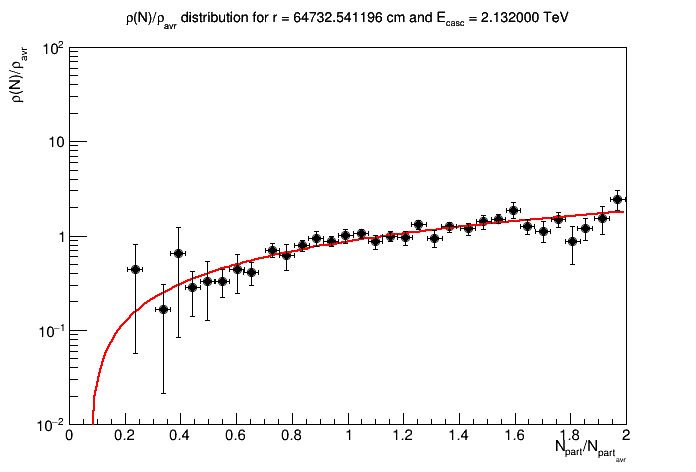 ρ(N)/ρavr distribution for r = 64732.541196 cm and Ecasc = 2.132000 TeV
ρ(N)/ρavr
10²
10
1
10⁻¹
10⁻²
0 0.2 0.4 0.6 0.8 1 1.2 1.4 1.6 1.8 2
Npart/Npartavr